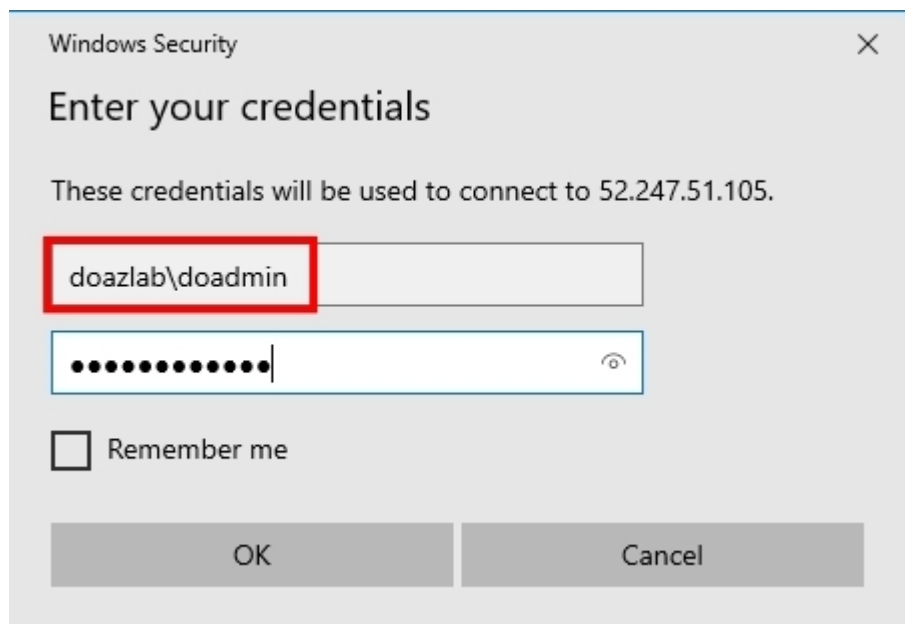 Windows Security
Enter your credentials
These credentials will be used to connect to 52.247.51.105.
doazlab\doadmin
••••••••••••
Remember me
OK
Cancel